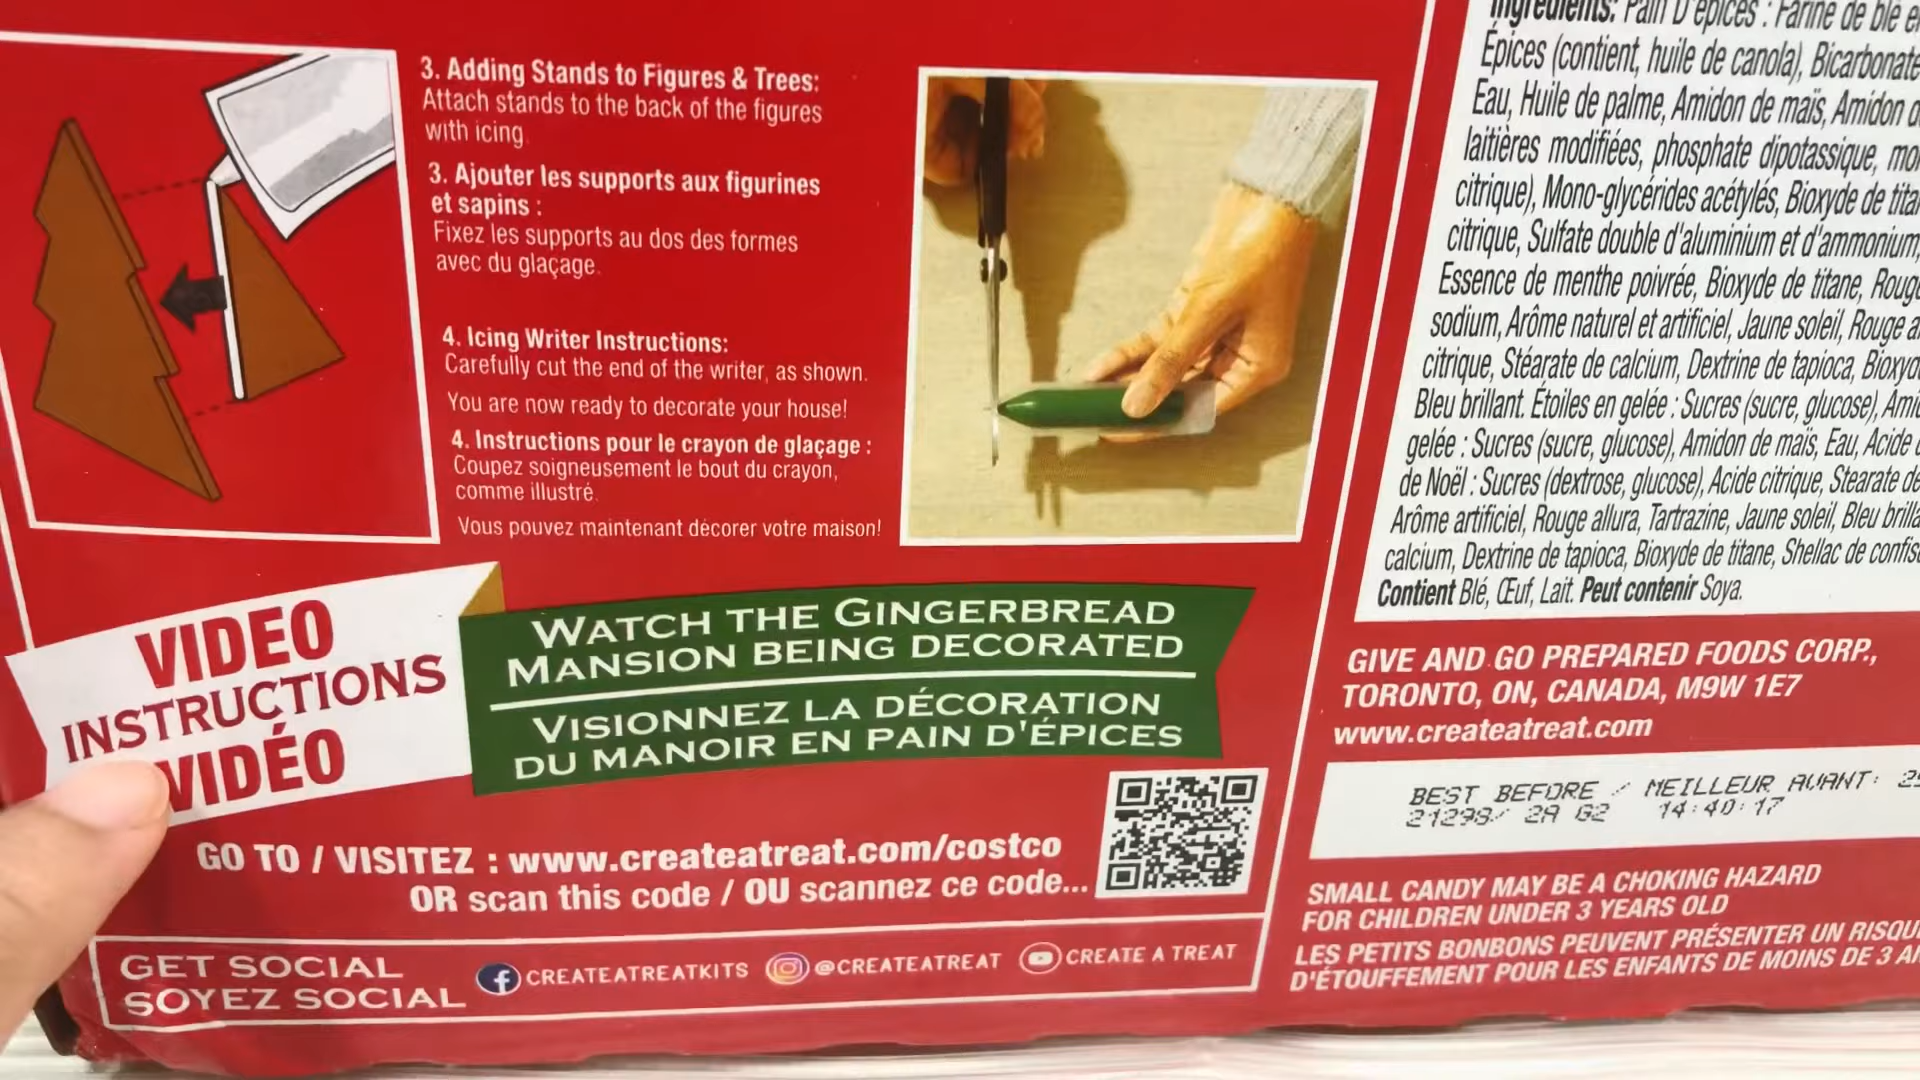 3. Adding Stands to Figures & Trees:
Attach stands to the back of the figures
with icing.
3. Ajouter les supports aux figurines
et sapins :
Fixez les supports au dos des formes
avec du glaçage.
4. Icing Writer Instructions:
Carefully cut the end of the writer, as shown.
You are now ready to decorate your house!
4. Instructions pour le crayon de glaçage :
Coupez soigneusement le bout du crayon,
comme illustré.
Vous pouvez maintenant décorer votre maison!
VIDEO
INSTRUCTIONS
VIDÉO
WATCH THE GINGERBREAD
MANSION BEING DECORATED
VISIONNEZ LA DÉCORATION
DU MANOIR EN PAIN D'ÉPICES
GO TO / VISITEZ : www.createatreat.com/costco
OR scan this code / OU scannez ce code...
GET SOCIAL
SOYEZ SOCIAL
CREATEATREATKITS
@CREATEATREAT
CREATE A TREAT
Ingrédients: Pain D'épices : Farine de blé
Épices (contient, huile de canola), Bicarbonate
Eau, Huile de palme, Amidon de maïs, Amidon
laitières modifiées, phosphate dipotassique,
citrique), Mono-glycérides acétylés, Bioxyde de
citrique, Sulfate double d'aluminium et d'ammonium,
Essence de menthe poivrée, Bioxyde de titane,
sodium, Arôme naturel et artificiel, Jaune soleil, Rouge
citrique, Stéarate de calcium, Dextrine de tapioca,
Bleu brillant. Étoiles en gelée : Sucres (sucre, glucose),
gelée : Sucres (sucre, glucose), Amidon de maïs, Eau, Acide
de Noël : Sucres (dextrose, glucose), Acide citrique, Stearate
Arôme artificiel, Rouge allura, Tartrazine, Jaune soleil, Bleu
calcium, Dextrine de tapioca, Bioxyde de titane, Shellac de
Contient Blé, Œuf, Lait. Peut contenir Soya.
GIVE AND GO PREPARED FOODS CORP.,
TORONTO, ON, CANADA, M9W 1E7
www.createatreat.com
BEST BEFORE / MEILLEUR AVANT:
21298/ 2A G2 14:40:17
SMALL CANDY MAY BE A CHOKING HAZARD
FOR CHILDREN UNDER 3 YEARS OLD
LES PETITS BONBONS PEUVENT PRÉSENTER UN
D'ÉTOUFFEMENT POUR LES ENFANTS DE MOINS DE 3